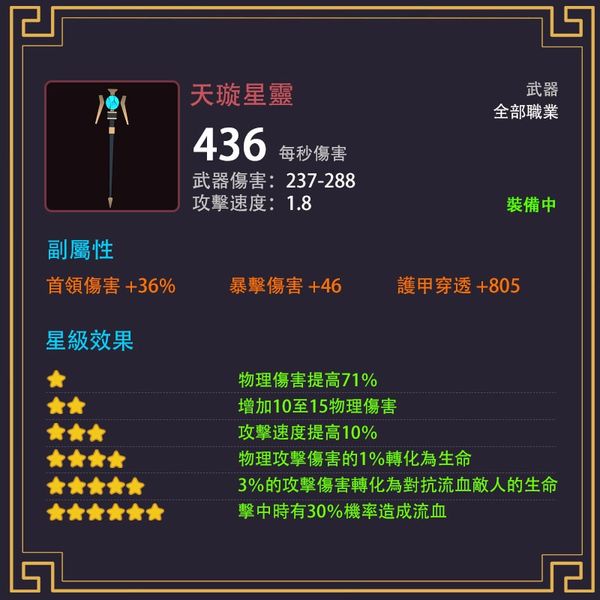 天璇星靈
武器
全部職業
436 每秒傷害
武器傷害：237-288
攻擊速度：1.8
裝備中
副屬性
首領傷害 +36% 暴擊傷害 +46 護甲穿透 +805
星級效果
物理傷害提高71%
增加10至15物理傷害
攻擊速度提高10%
物理攻擊傷害的1%轉化為生命
3%的攻擊傷害轉化為對抗流血敵人的生命
擊中時有30%機率造成流血